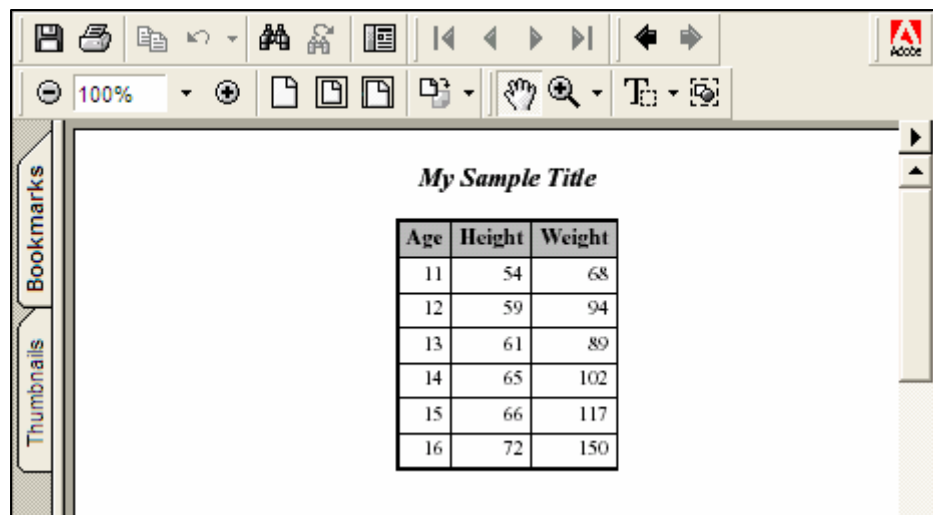 Adobe
100%
Bookmarks
Thumbnails
My Sample Title
Age Height Weight
11 54 68
12 59 94
13 61 89
14 65 102
15 66 117
16 72 150